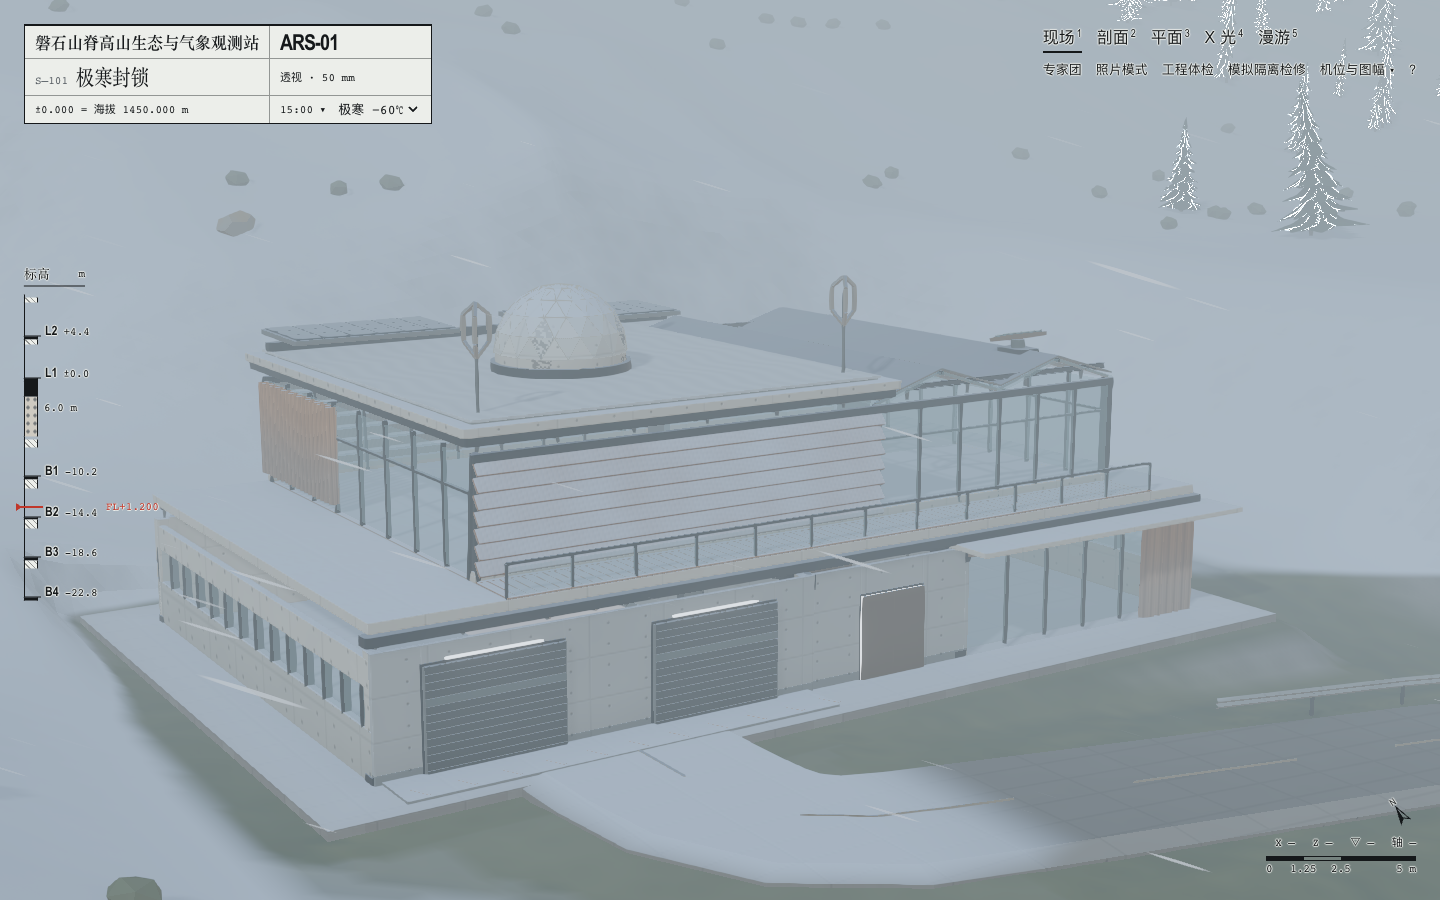 磐石山脊高山生态与气象观测站 ARS-01
S-101 极寒封锁 透视 · 50 mm
±0.000 = 海拔 1450.000 m 15:00 ▾ 极寒 -60℃
现场1 剖面2 平面3 X 光4 漫游5
专家团 照片模式 工程体检 模拟隔离检修 机位与图幅 ▾ ?
标高 m
L2 +4.4
L1 ±0.0
6.0 m
B1 -10.2
FL+1.200
B2 -14.4
B3 -18.6
B4 -22.8
N
X — Z — ▽ — 轴 —
0 1.25 2.5 5 m